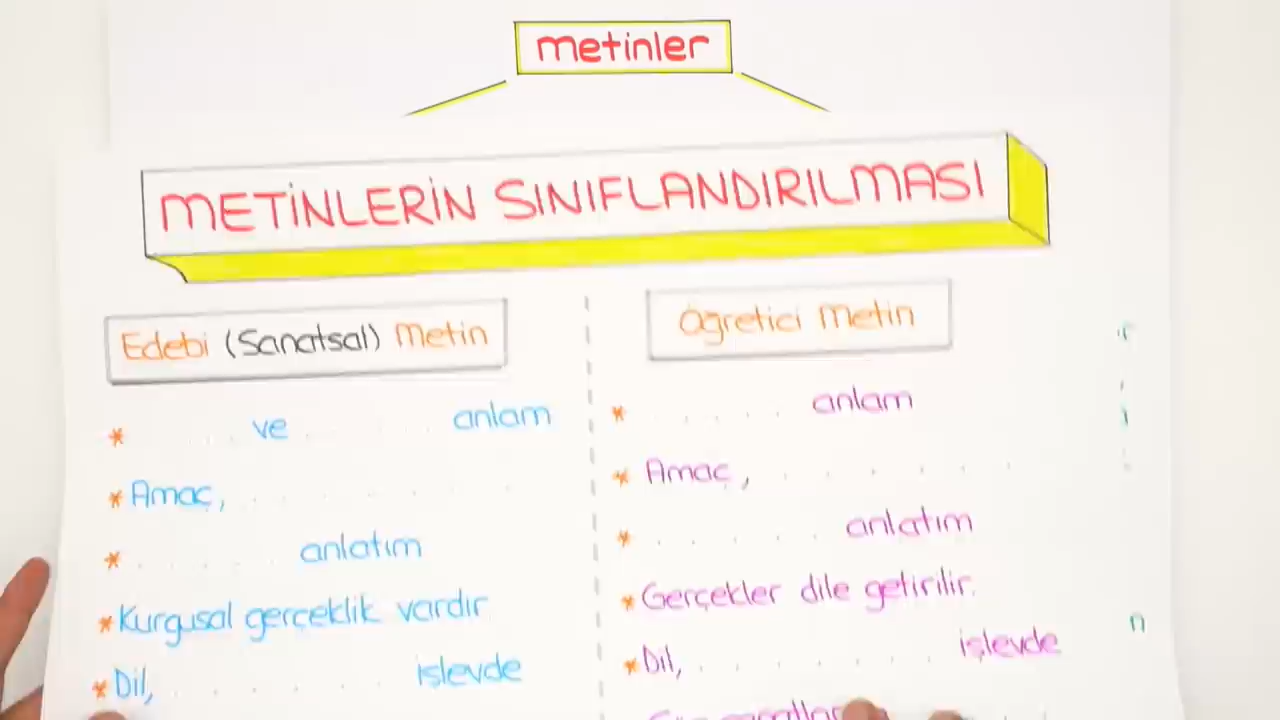 metinler
METİNLERİN SINIFLANDIRILMASI
Edebi (Sanatsal) Metin
* ..... ve ..... anlam
* Amaç, .....
* ..... anlatım
* Kurgusal gerçeklik vardır
* Dil, ..... işlevde
Öğretici Metin
* ..... anlam
* Amaç, .....
* ..... anlatım
* Gerçekler dile getirilir.
* Dil, ..... işlevde